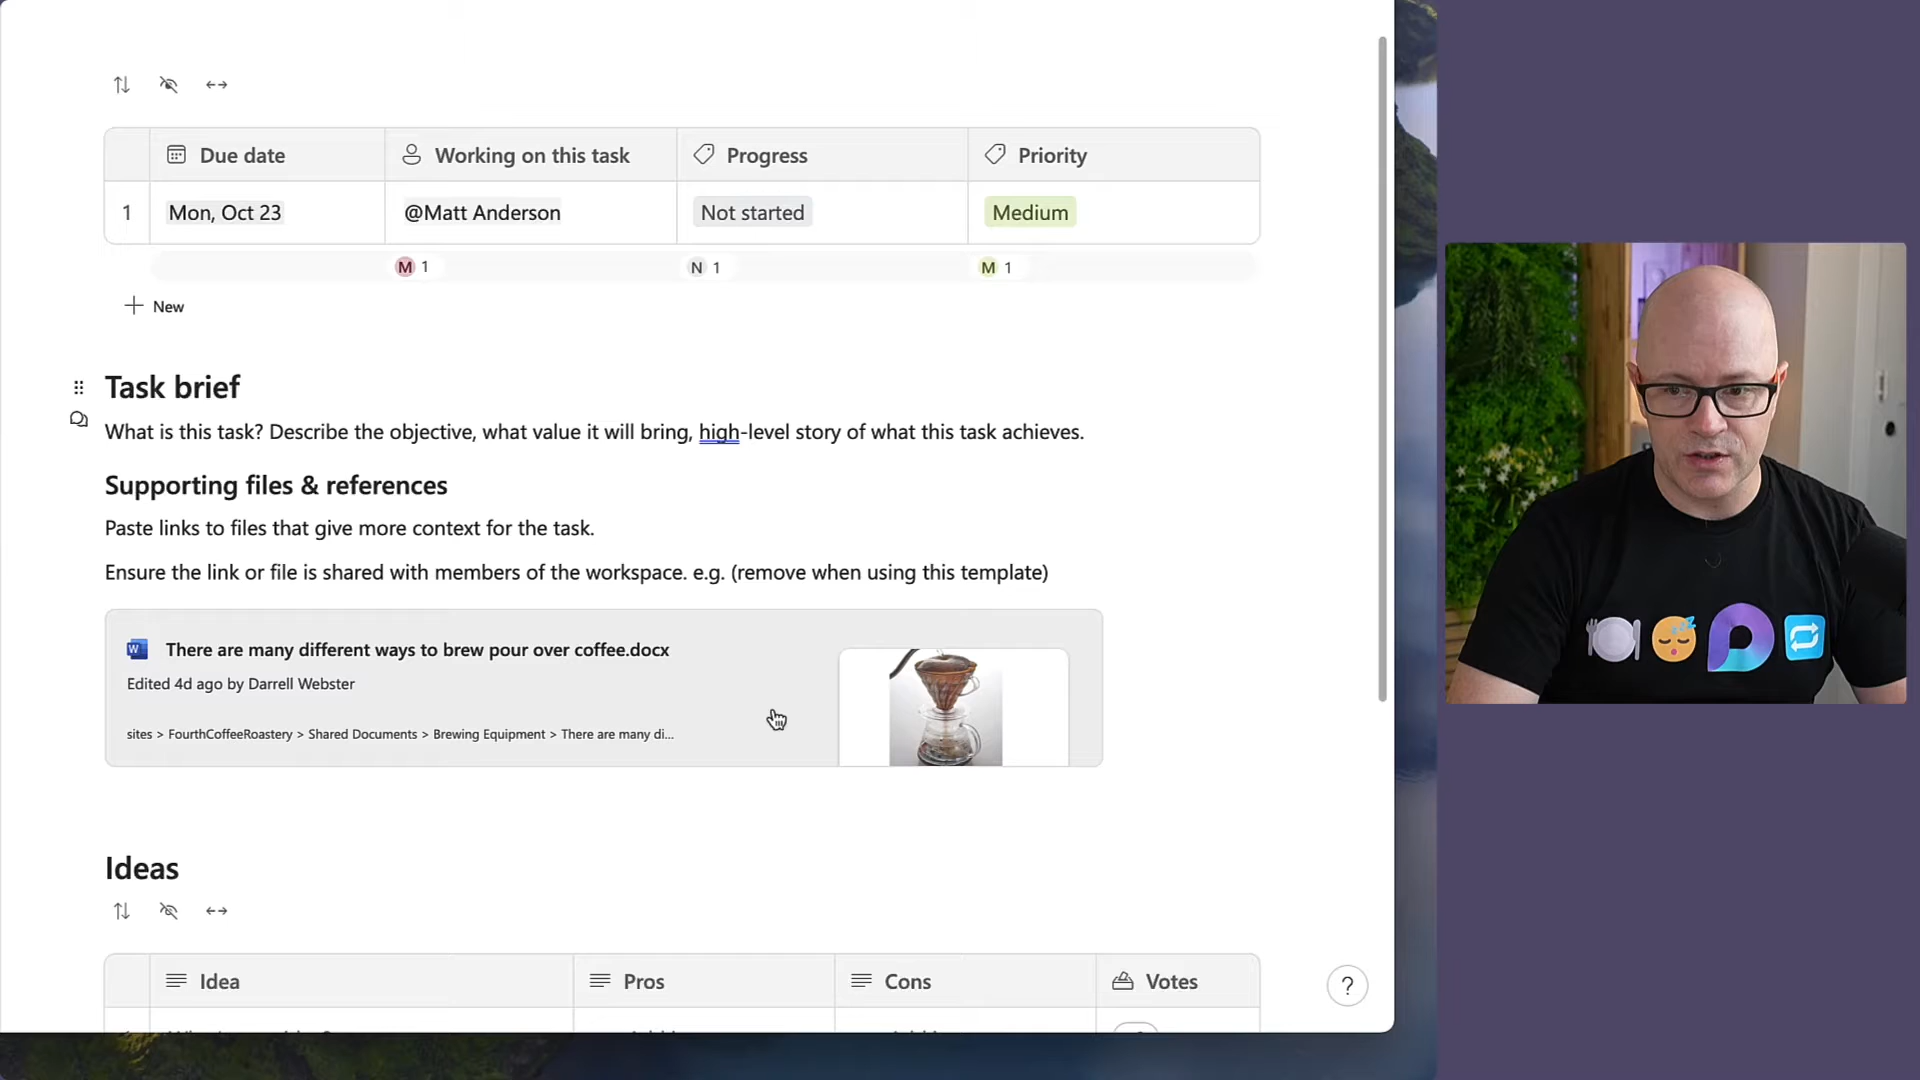 Due date Working on this task Progress Priority
1 Mon, Oct 23 @Matt Anderson Not started Medium
M 1 N 1 M 1
New
Task brief
What is this task? Describe the objective, what value it will bring, high-level story of what this task achieves.
Supporting files & references
Paste links to files that give more context for the task.
Ensure the link or file is shared with members of the workspace. e.g. (remove when using this template)
W There are many different ways to brew pour over coffee.docx
Edited 4d ago by Darrell Webster
sites > FourthCoffeeRoastery > Shared Documents > Brewing Equipment > There are many di...
Ideas
Idea Pros Cons Votes
?